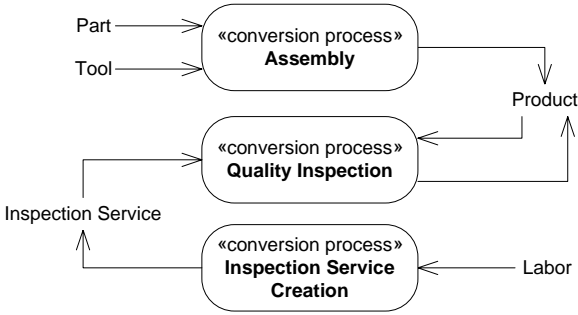 Part
Tool
«conversion process»
Assembly
Product
«conversion process»
Quality Inspection
Inspection Service
«conversion process»
Inspection Service
Creation
Labor